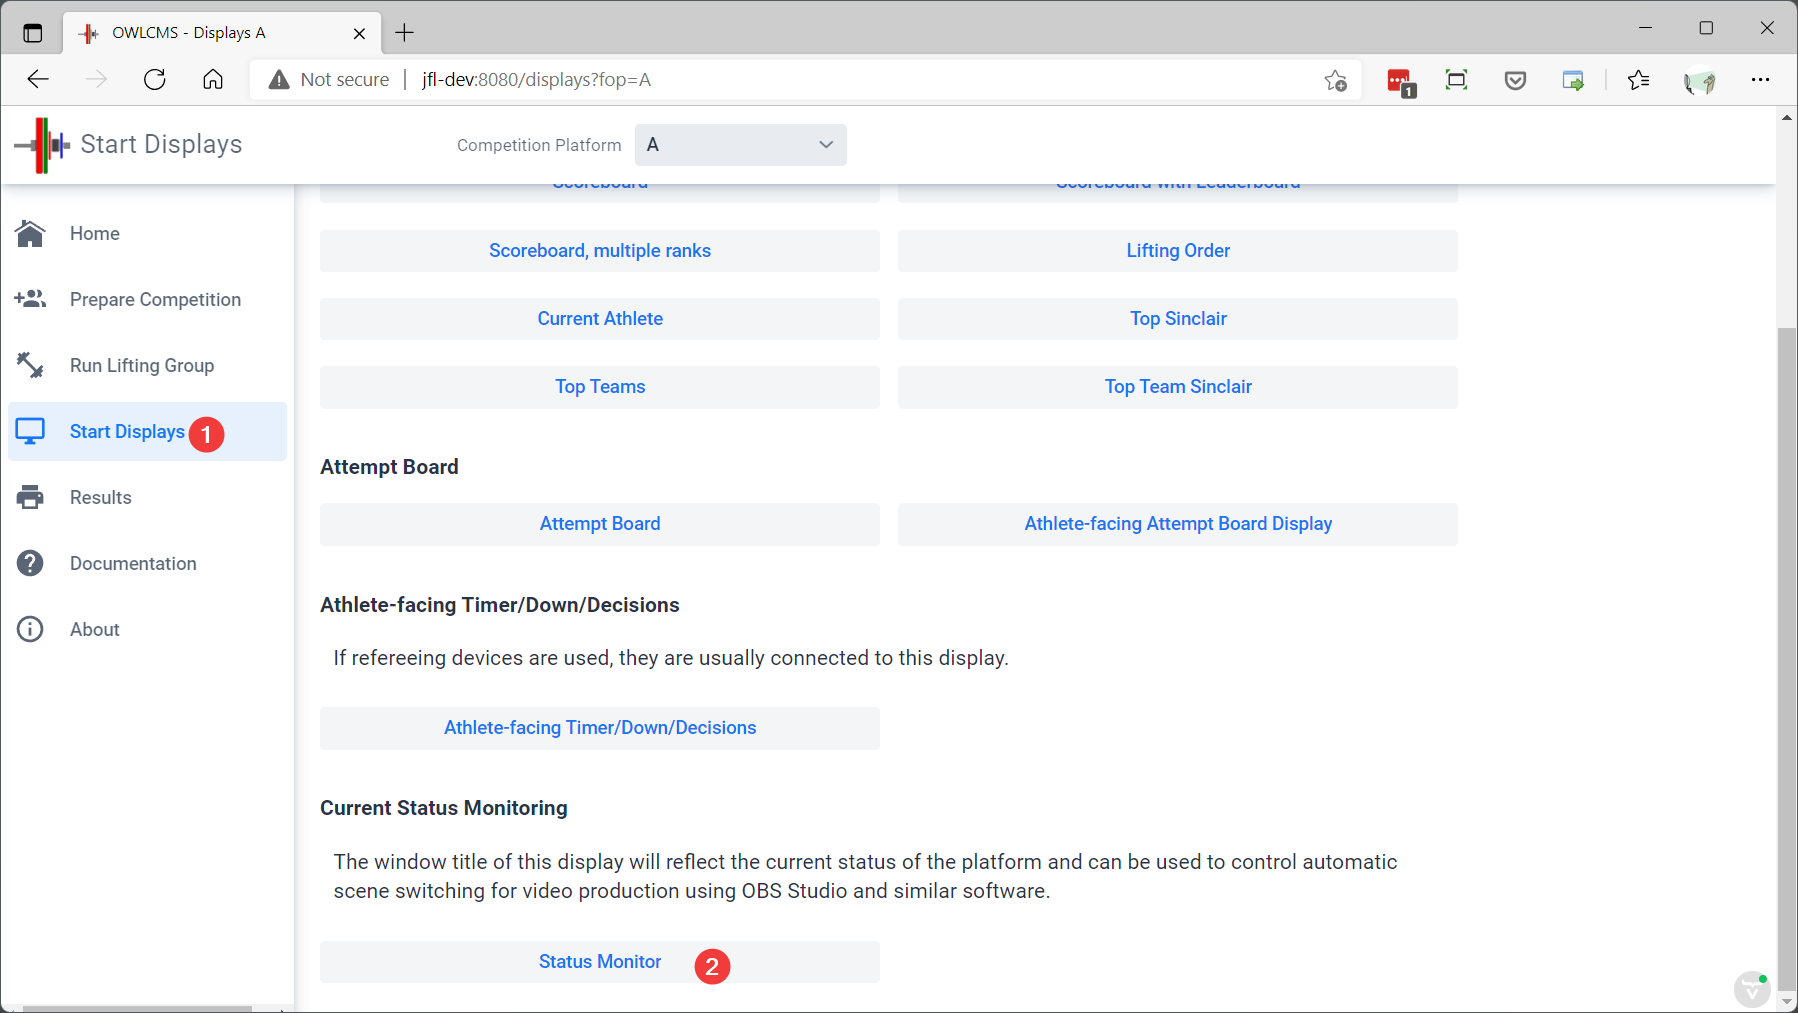 OWLCMS - Displays A
Not secure
jfl-dev:8080/displays?fop=A
1
Start Displays
Competition Platform
A
Home
Prepare Competition
Run Lifting Group
Start Displays
1
Results
Documentation
About
Scoreboard
Scoreboard with Leaderboard
Scoreboard, multiple ranks
Lifting Order
Current Athlete
Top Sinclair
Top Teams
Top Team Sinclair
Attempt Board
Attempt Board
Athlete-facing Attempt Board Display
Athlete-facing Timer/Down/Decisions
If refereeing devices are used, they are usually connected to this display.
Athlete-facing Timer/Down/Decisions
Current Status Monitoring
The window title of this display will reflect the current status of the platform and can be used to control automatic
scene switching for video production using OBS Studio and similar software.
Status Monitor
2